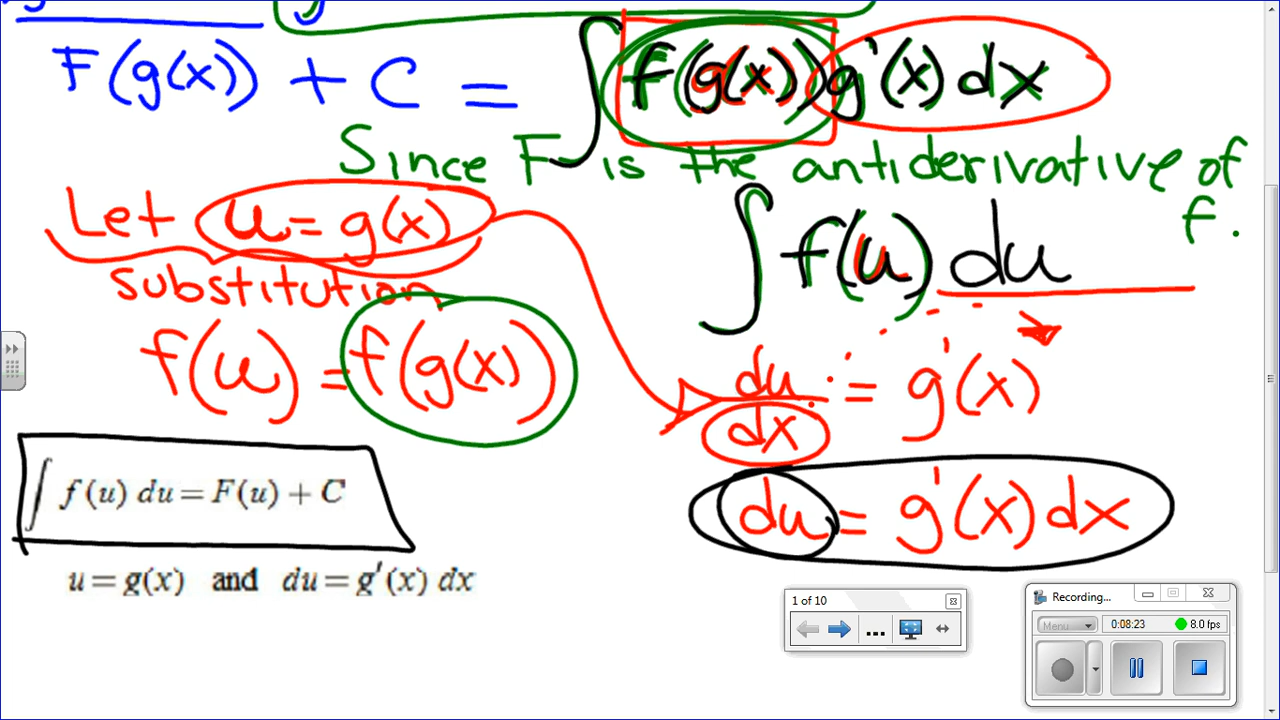 F(g(x)) + C = ∫ f(g(x)) g'(x) dx
Since F is the antiderivative of
f.
Let u = g(x)
substitution
∫ f(u) du
f(u) = f(g(x))
du/dx = g'(x)
du = g'(x) dx
∫ f(u) du = F(u) + C
u = g(x) and du = g′(x) dx
1 of 10
...
Recording...
Menu
0:08:23
8.0 fps